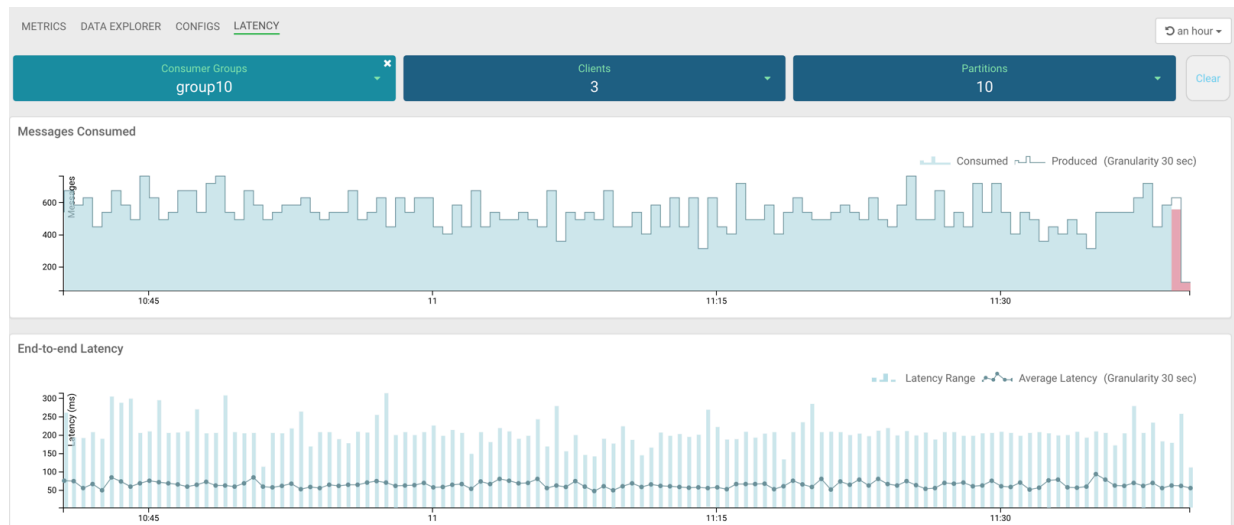 METRICS DATA EXPLORER CONFIGS LATENCY
an hour
Consumer Groups
group10
Clients
3
Partitions
10
Clear
Messages Consumed
Consumed Produced (Granularity 30 sec)
Messages
600
400
200
10:45 11 11:15 11:30
End-to-end Latency
Latency Range Average Latency (Granularity 30 sec)
Latency (ms)
300
250
200
150
100
50
10:45 11 11:15 11:30